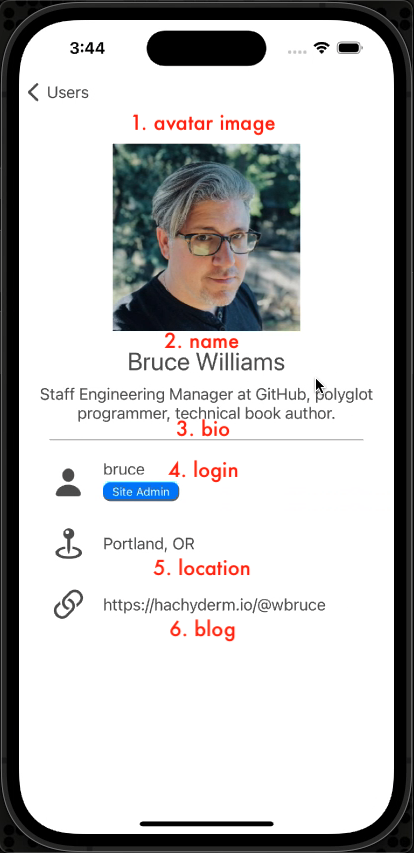 3:44
Users
1. avatar image
2. name
Bruce Williams
Staff Engineering Manager at GitHub, polyglot
programmer, technical book author.
3. bio
bruce 4. login
Site Admin
Portland, OR
5. location
https://hachyderm.io/@wbruce
6. blog